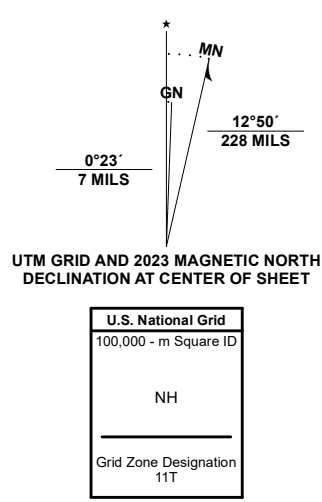 ★
MN
GN
12°50´
228 MILS
0°23´
7 MILS
UTM GRID AND 2023 MAGNETIC NORTH
DECLINATION AT CENTER OF SHEET
U.S. National Grid
100,000 - m Square ID
NH
Grid Zone Designation
11T